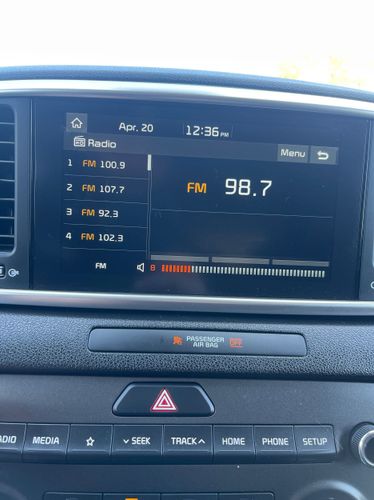 Apr. 20 12:36 PM
Radio
Menu
1 FM 100.9
2 FM 107.7
3 FM 92.3
4 FM 102.3
FM 98.7
FM
8
PASSENGER
AIR BAG OFF
RADIO MEDIA SEEK TRACK HOME PHONE SETUP